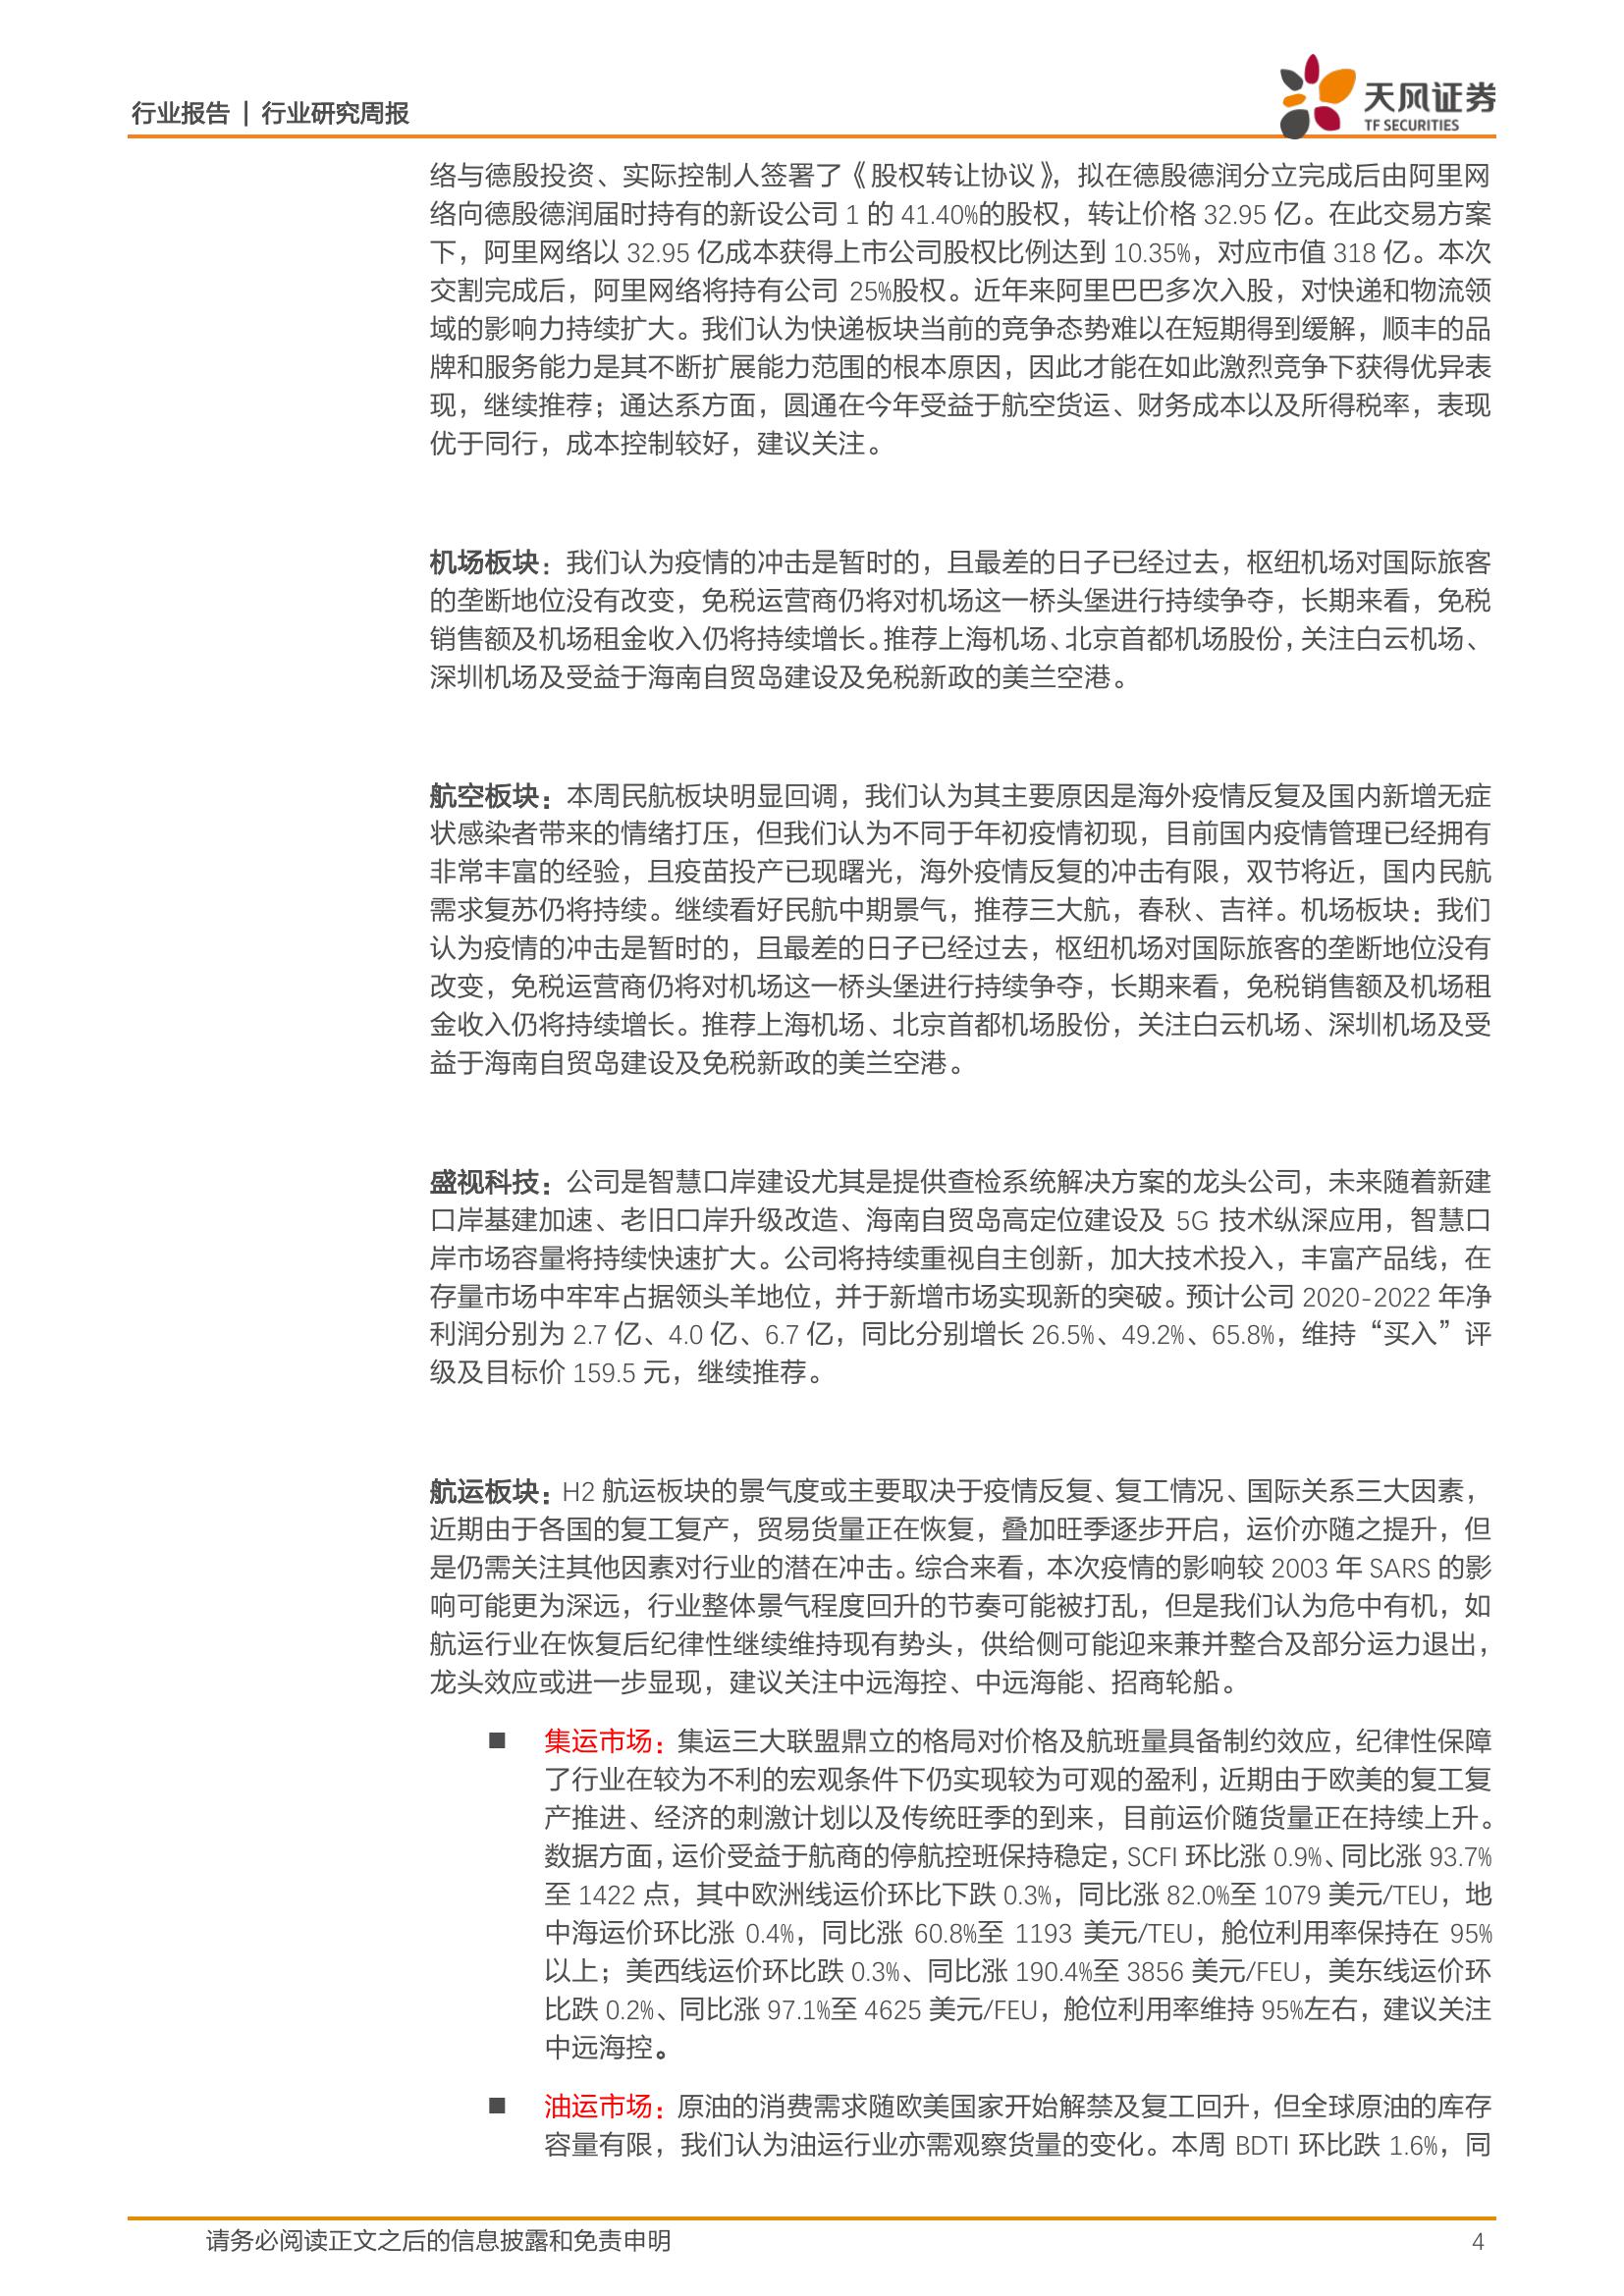 行业报告 | 行业研究周报
天风证券
TF SECURITIES
络与德殷投资、实际控制人签署了《股权转让协议》，拟在德殷德润分立完成后由阿里网
络向德殷德润届时持有的新设公司 1 的 41.40%的股权，转让价格 32.95 亿。在此交易方案
下，阿里网络以 32.95 亿成本获得上市公司股权比例达到 10.35%，对应市值 318 亿。本次
交割完成后，阿里网络将持有公司 25%股权。近年来阿里巴巴多次入股，对快递和物流领
域的影响力持续扩大。我们认为快递板块当前的竞争态势难以在短期得到缓解，顺丰的品
牌和服务能力是其不断扩展能力范围的根本原因，因此才能在如此激烈竞争下获得优异表
现，继续推荐；通达系方面，圆通在今年受益于航空货运、财务成本以及所得税率，表现
优于同行，成本控制较好，建议关注。
机场板块：我们认为疫情的冲击是暂时的，且最差的日子已经过去，枢纽机场对国际旅客
的垄断地位没有改变，免税运营商仍将对机场这一桥头堡进行持续争夺，长期来看，免税
销售额及机场租金收入仍将持续增长。推荐上海机场、北京首都机场股份，关注白云机场、
深圳机场及受益于海南自贸岛建设及免税新政的美兰空港。
航空板块：本周民航板块明显回调，我们认为其主要原因是海外疫情反复及国内新增无症
状感染者带来的情绪打压，但我们认为不同于年初疫情初现，目前国内疫情管理已经拥有
非常丰富的经验，且疫苗投产已现曙光，海外疫情反复的冲击有限，双节将近，国内民航
需求复苏仍将持续。继续看好民航中期景气，推荐三大航，春秋、吉祥。机场板块：我们
认为疫情的冲击是暂时的，且最差的日子已经过去，枢纽机场对国际旅客的垄断地位没有
改变，免税运营商仍将对机场这一桥头堡进行持续争夺，长期来看，免税销售额及机场租
金收入仍将持续增长。推荐上海机场、北京首都机场股份，关注白云机场、深圳机场及受
益于海南自贸岛建设及免税新政的美兰空港。
盛视科技：公司是智慧口岸建设尤其是提供查检系统解决方案的龙头公司，未来随着新建
口岸基建加速、老旧口岸升级改造、海南自贸岛高定位建设及 5G 技术纵深应用，智慧口
岸市场容量将持续快速扩大。公司将持续重视自主创新，加大技术投入，丰富产品线，在
存量市场中牢牢占据领头羊地位，并于新增市场实现新的突破。预计公司 2020-2022 年净
利润分别为 2.7 亿、4.0 亿、6.7 亿，同比分别增长 26.5%、49.2%、65.8%，维持“买入”评
级及目标价 159.5 元，继续推荐。
航运板块：H2 航运板块的景气度或主要取决于疫情反复、复工情况、国际关系三大因素，
近期由于各国的复工复产，贸易货量正在恢复，叠加旺季逐步开启，运价亦随之提升，但
是仍需关注其他因素对行业的潜在冲击。综合来看，本次疫情的影响较 2003 年 SARS 的影
响可能更为深远，行业整体景气程度回升的节奏可能被打乱，但是我们认为危中有机，如
航运行业在恢复后纪律性继续维持现有势头，供给侧可能迎来兼并整合及部分运力退出，
龙头效应或进一步显现，建议关注中远海控、中远海能、招商轮船。
■ 集运市场：集运三大联盟鼎立的格局对价格及航班量具备制约效应，纪律性保障
了行业在较为不利的宏观条件下仍实现较为可观的盈利，近期由于欧美的复工复
产推进、经济的刺激计划以及传统旺季的到来，目前运价随货量正在持续上升。
数据方面，运价受益于航商的停航控班保持稳定，SCFI 环比涨 0.9%、同比涨 93.7%
至 1422 点，其中欧洲线运价环比下跌 0.3%，同比涨 82.0%至 1079 美元/TEU，地
中海运价环比涨 0.4%，同比涨 60.8%至 1193 美元/TEU，舱位利用率保持在 95%
以上；美西线运价环比跌 0.3%、同比涨 190.4%至 3856 美元/FEU，美东线运价环
比跌 0.2%、同比涨 97.1%至 4625 美元/FEU，舱位利用率维持 95%左右，建议关注
中远海控。
■ 油运市场：原油的消费需求随欧美国家开始解禁及复工回升，但全球原油的库存
容量有限，我们认为油运行业亦需观察货量的变化。本周 BDTI 环比跌 1.6%，同
请务必阅读正文之后的信息披露和免责申明
4